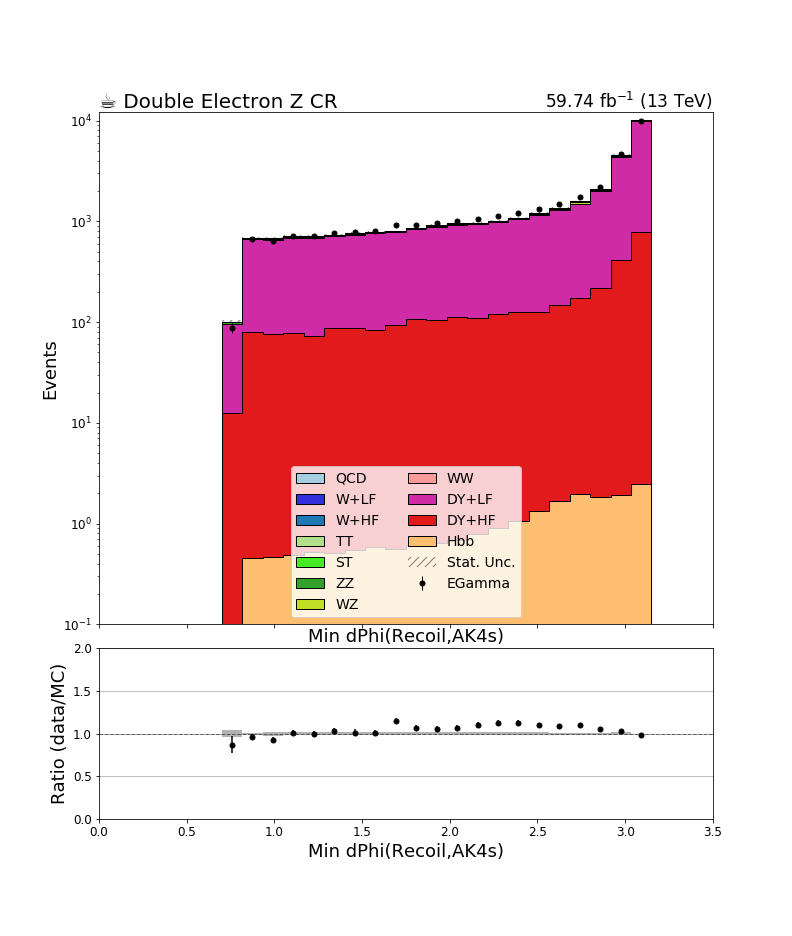 ☕ Double Electron Z CR
59.74 fb⁻¹ (13 TeV)
Events
10⁴
10³
10²
10¹
10⁰
10⁻¹
QCD
W+LF
W+HF
TT
ST
ZZ
WZ
WW
DY+LF
DY+HF
Hbb
Stat. Unc.
EGamma
Min dPhi(Recoil,AK4s)
Ratio (data/MC)
2.0
1.5
1.0
0.5
0.0
0.0 0.5 1.0 1.5 2.0 2.5 3.0 3.5
Min dPhi(Recoil,AK4s)